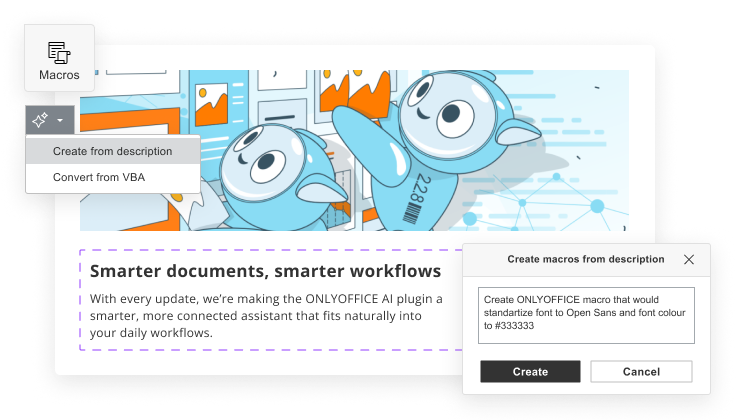 Macros
Create from description
Convert from VBA
228
Smarter documents, smarter workflows
With every update, we’re making the ONLYOFFICE AI plugin a
smarter, more connected assistant that fits naturally into
your daily workflows.
Create macros from description
Create ONLYOFFICE macro that would
standartize font to Open Sans and font colour
to #333333
Create
Cancel